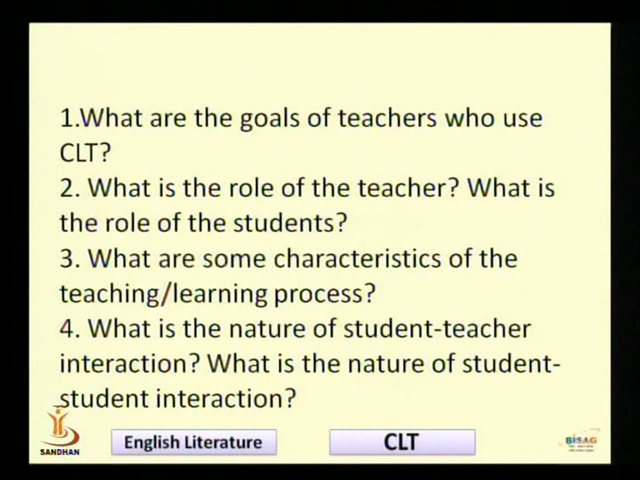 1.What are the goals of teachers who use
CLT?
2. What is the role of the teacher? What is
the role of the students?
3. What are some characteristics of the
teaching/learning process?
4. What is the nature of student-teacher
interaction? What is the nature of student-
student interaction?
SANDHAN
English Literature
CLT
BISAG